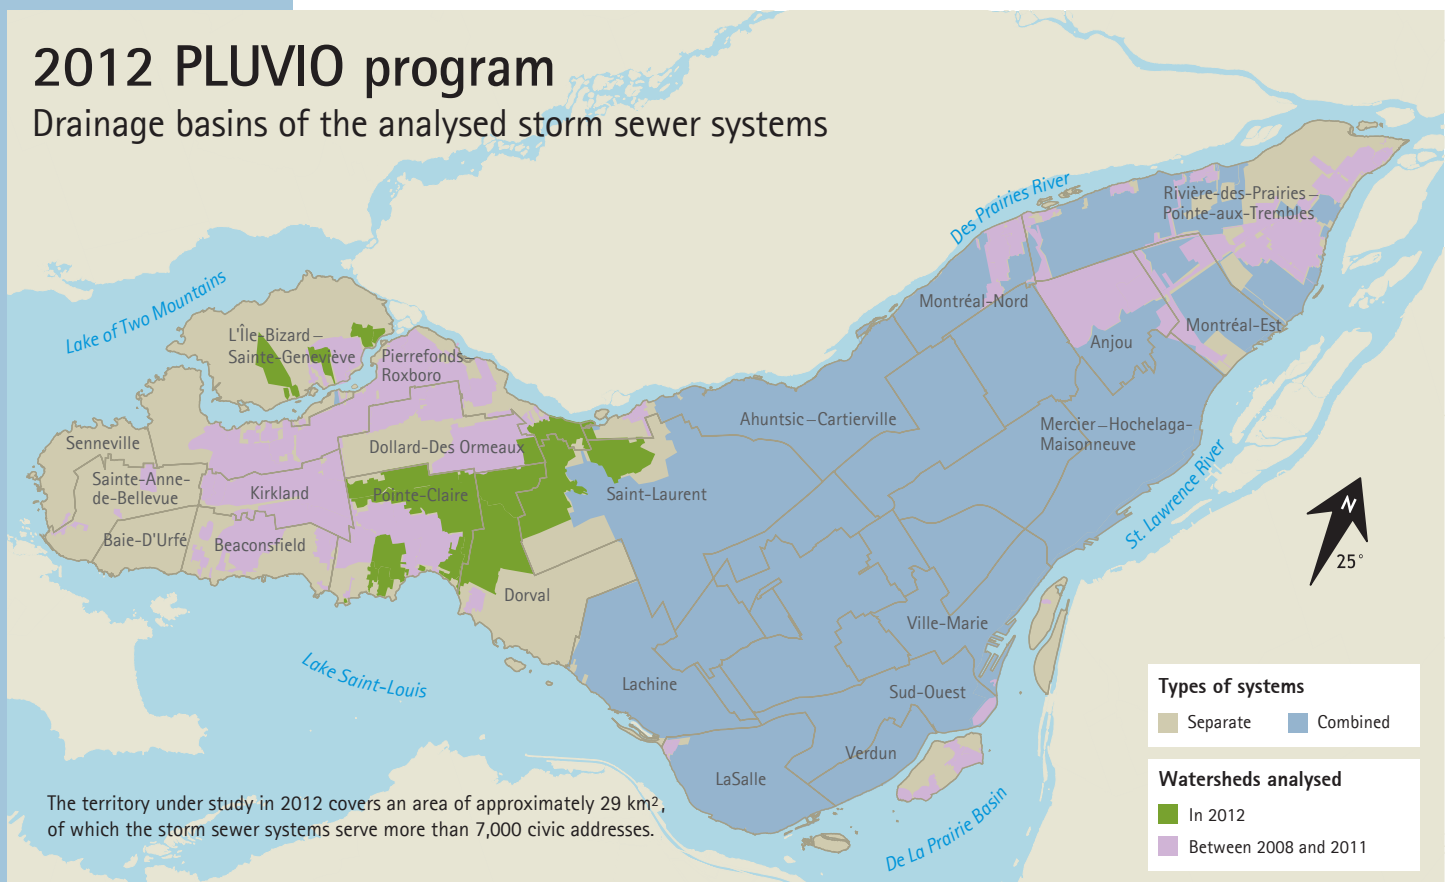 2012 PLUVIO program
Drainage basins of the analysed storm sewer systems
Des Prairies River
Rivière-des-Prairies–
Pointe-aux-Trembles
Lake of Two Mountains
Montréal-Nord
L'Île-Bizard–
Sainte-Geneviève
Pierrefonds–
Roxboro
Montréal-Est
Anjou
Ahuntsic–Cartierville
Mercier–Hochelaga-
Maisonneuve
Senneville
Dollard-Des Ormeaux
Sainte-Anne-
de-Bellevue
Kirkland
Pointe-Claire
Saint-Laurent
St. Lawrence River
N
25°
Baie-D'Urfé
Beaconsfield
Dorval
Ville-Marie
Lake Saint-Louis
Lachine
Sud-Ouest
Verdun
LaSalle
De La Prairie Basin
Types of systems
Separate
Combined
Watersheds analysed
In 2012
Between 2008 and 2011
The territory under study in 2012 covers an area of approximately 29 km²,
of which the storm sewer systems serve more than 7,000 civic addresses.